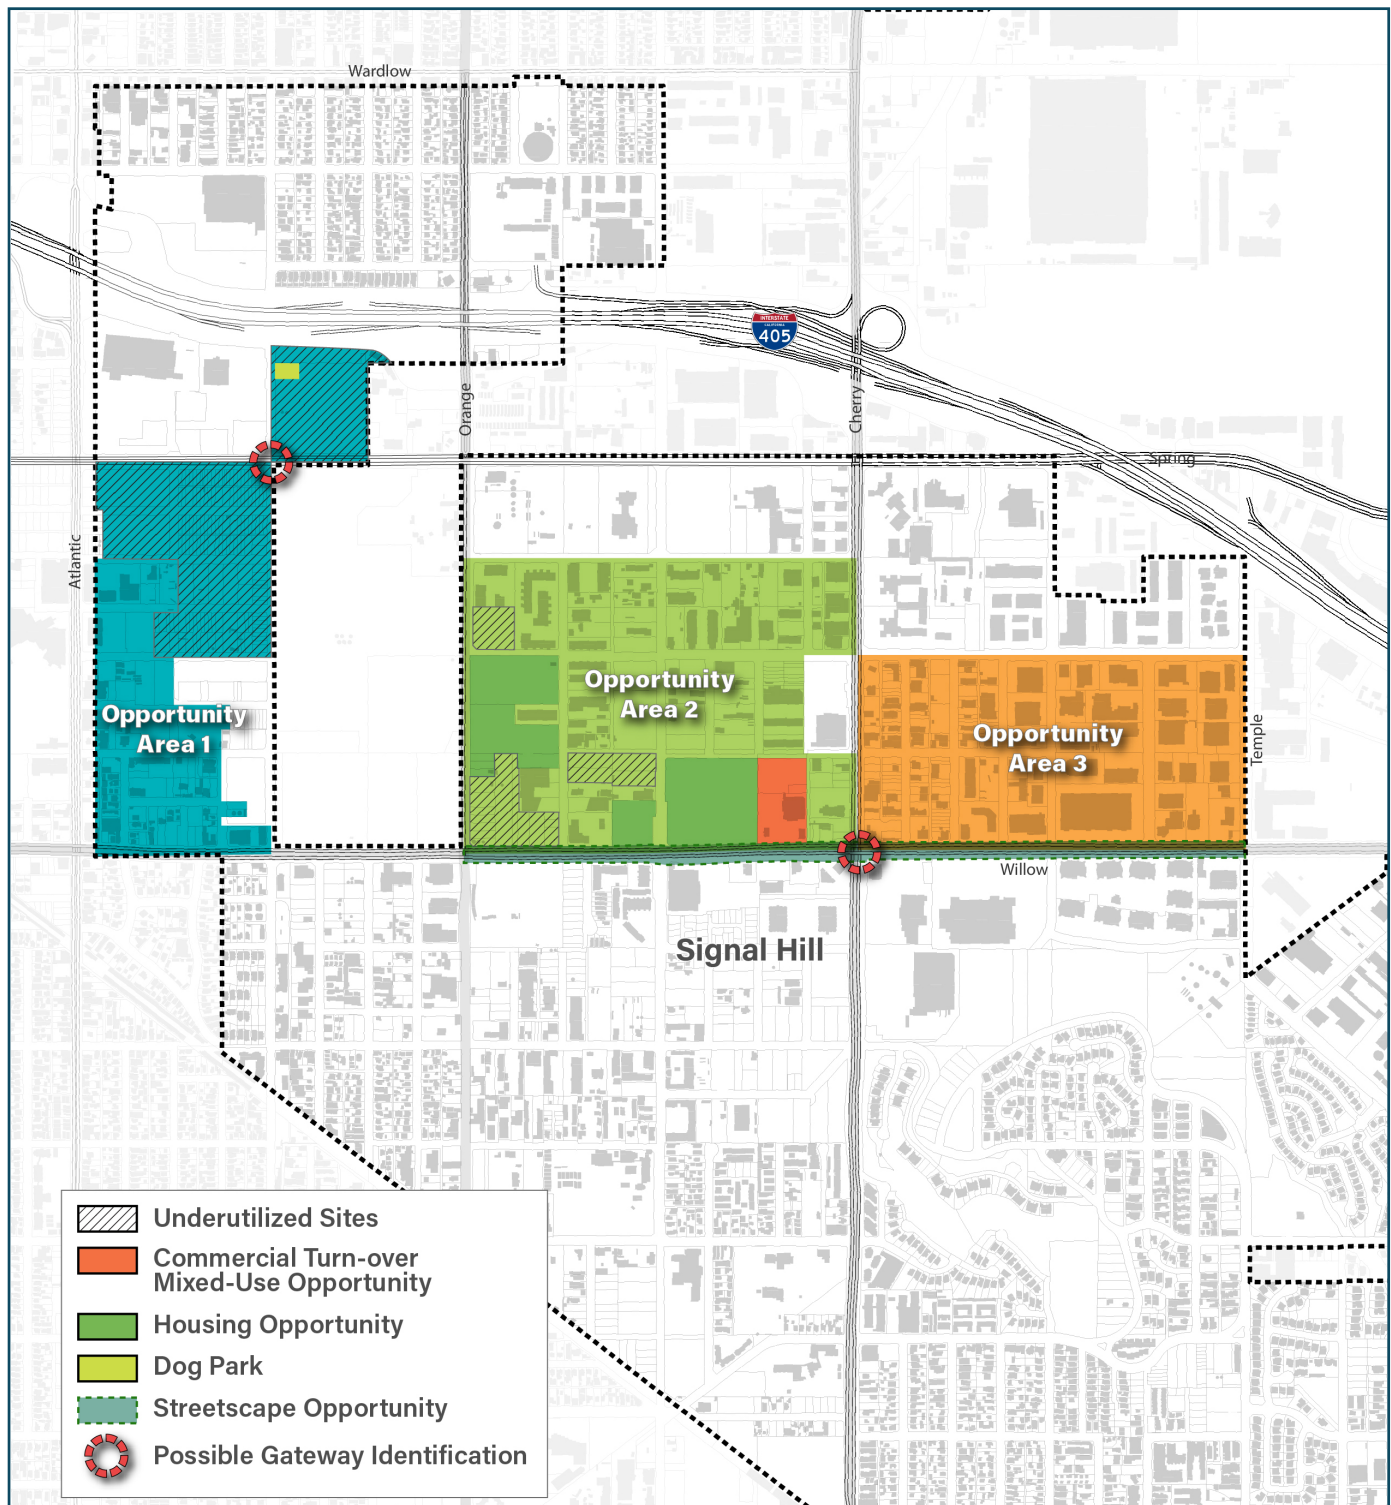 Wardlow
INTERSTATE
CALIFORNIA
405
Orange
Cherry
Spring
Atlantic
Opportunity
Area 2
Opportunity
Area 1
Opportunity
Area 3
Temple
Willow
Signal Hill
Underutilized Sites
Commercial Turn-over
Mixed-Use Opportunity
Housing Opportunity
Dog Park
Streetscape Opportunity
Possible Gateway Identification